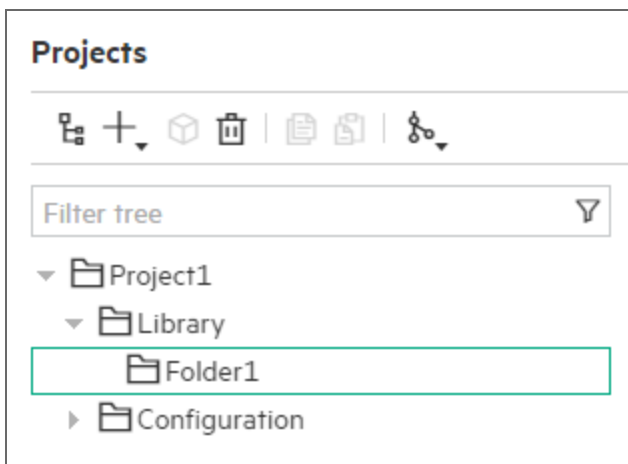 Projects
Filter tree
Project1
Library
Folder1
Configuration